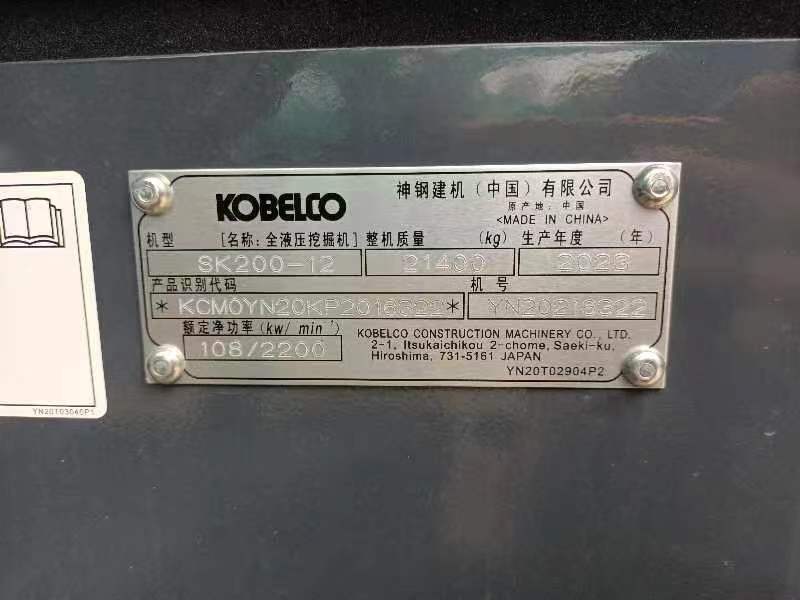 KOBELCO
神钢建机(中国)有限公司
原产地:中国
<MADE IN CHINA>
机型 [名称:全液压挖掘机] 整机质量 (kg) 生产年度 (年)
SK200-12 21400 2023
产品识别代码 机号
*KCM0YN20KP2016322* YN20216322
额定净功率(kw/min⁻¹)
108/2200
KOBELCO CONSTRUCTION MACHINERY CO., LTD.
2-1, Itsukaichikou 2-chome, Saeki-ku,
Hiroshima, 731-5161 JAPAN
YN20T02904P2